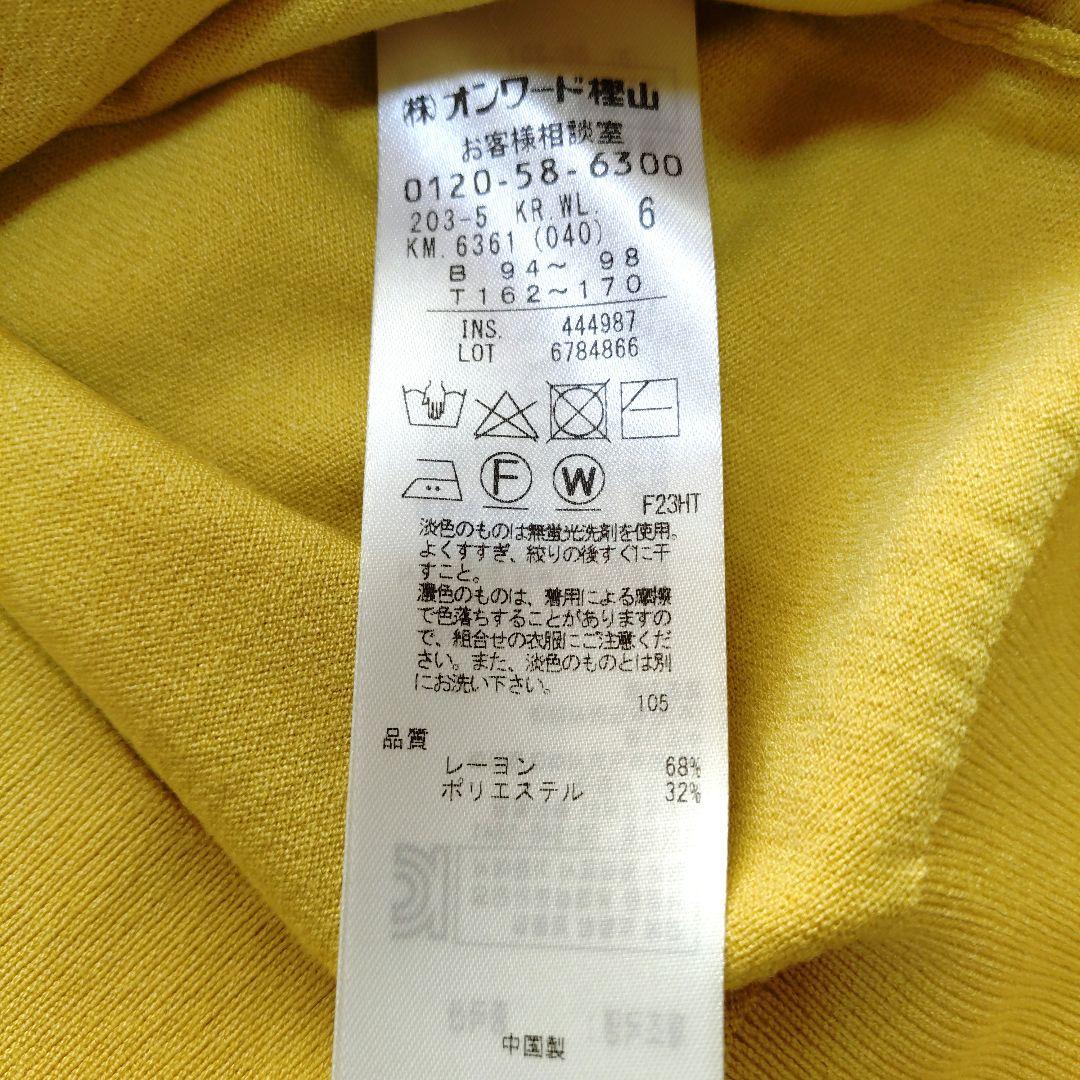 (株)オンワード樫山
お客様相談室
0120-58-6300
203-5 KR.WL. 6
KM.6361(040)
B 94～ 98
T162～170
INS. 444987
LOT 6784866
F W F23HT
淡色のものは無蛍光洗剤を使用。
よくすすぎ、絞りの後すぐに干
すこと。
濃色のものは、着用による摩擦
で色落ちすることがありますの
で、組合せの衣服にご注意くだ
さい。また、淡色のものとは別
にお洗い下さい。
105
品質
レーヨン 68%
ポリエステル 32%
中国製